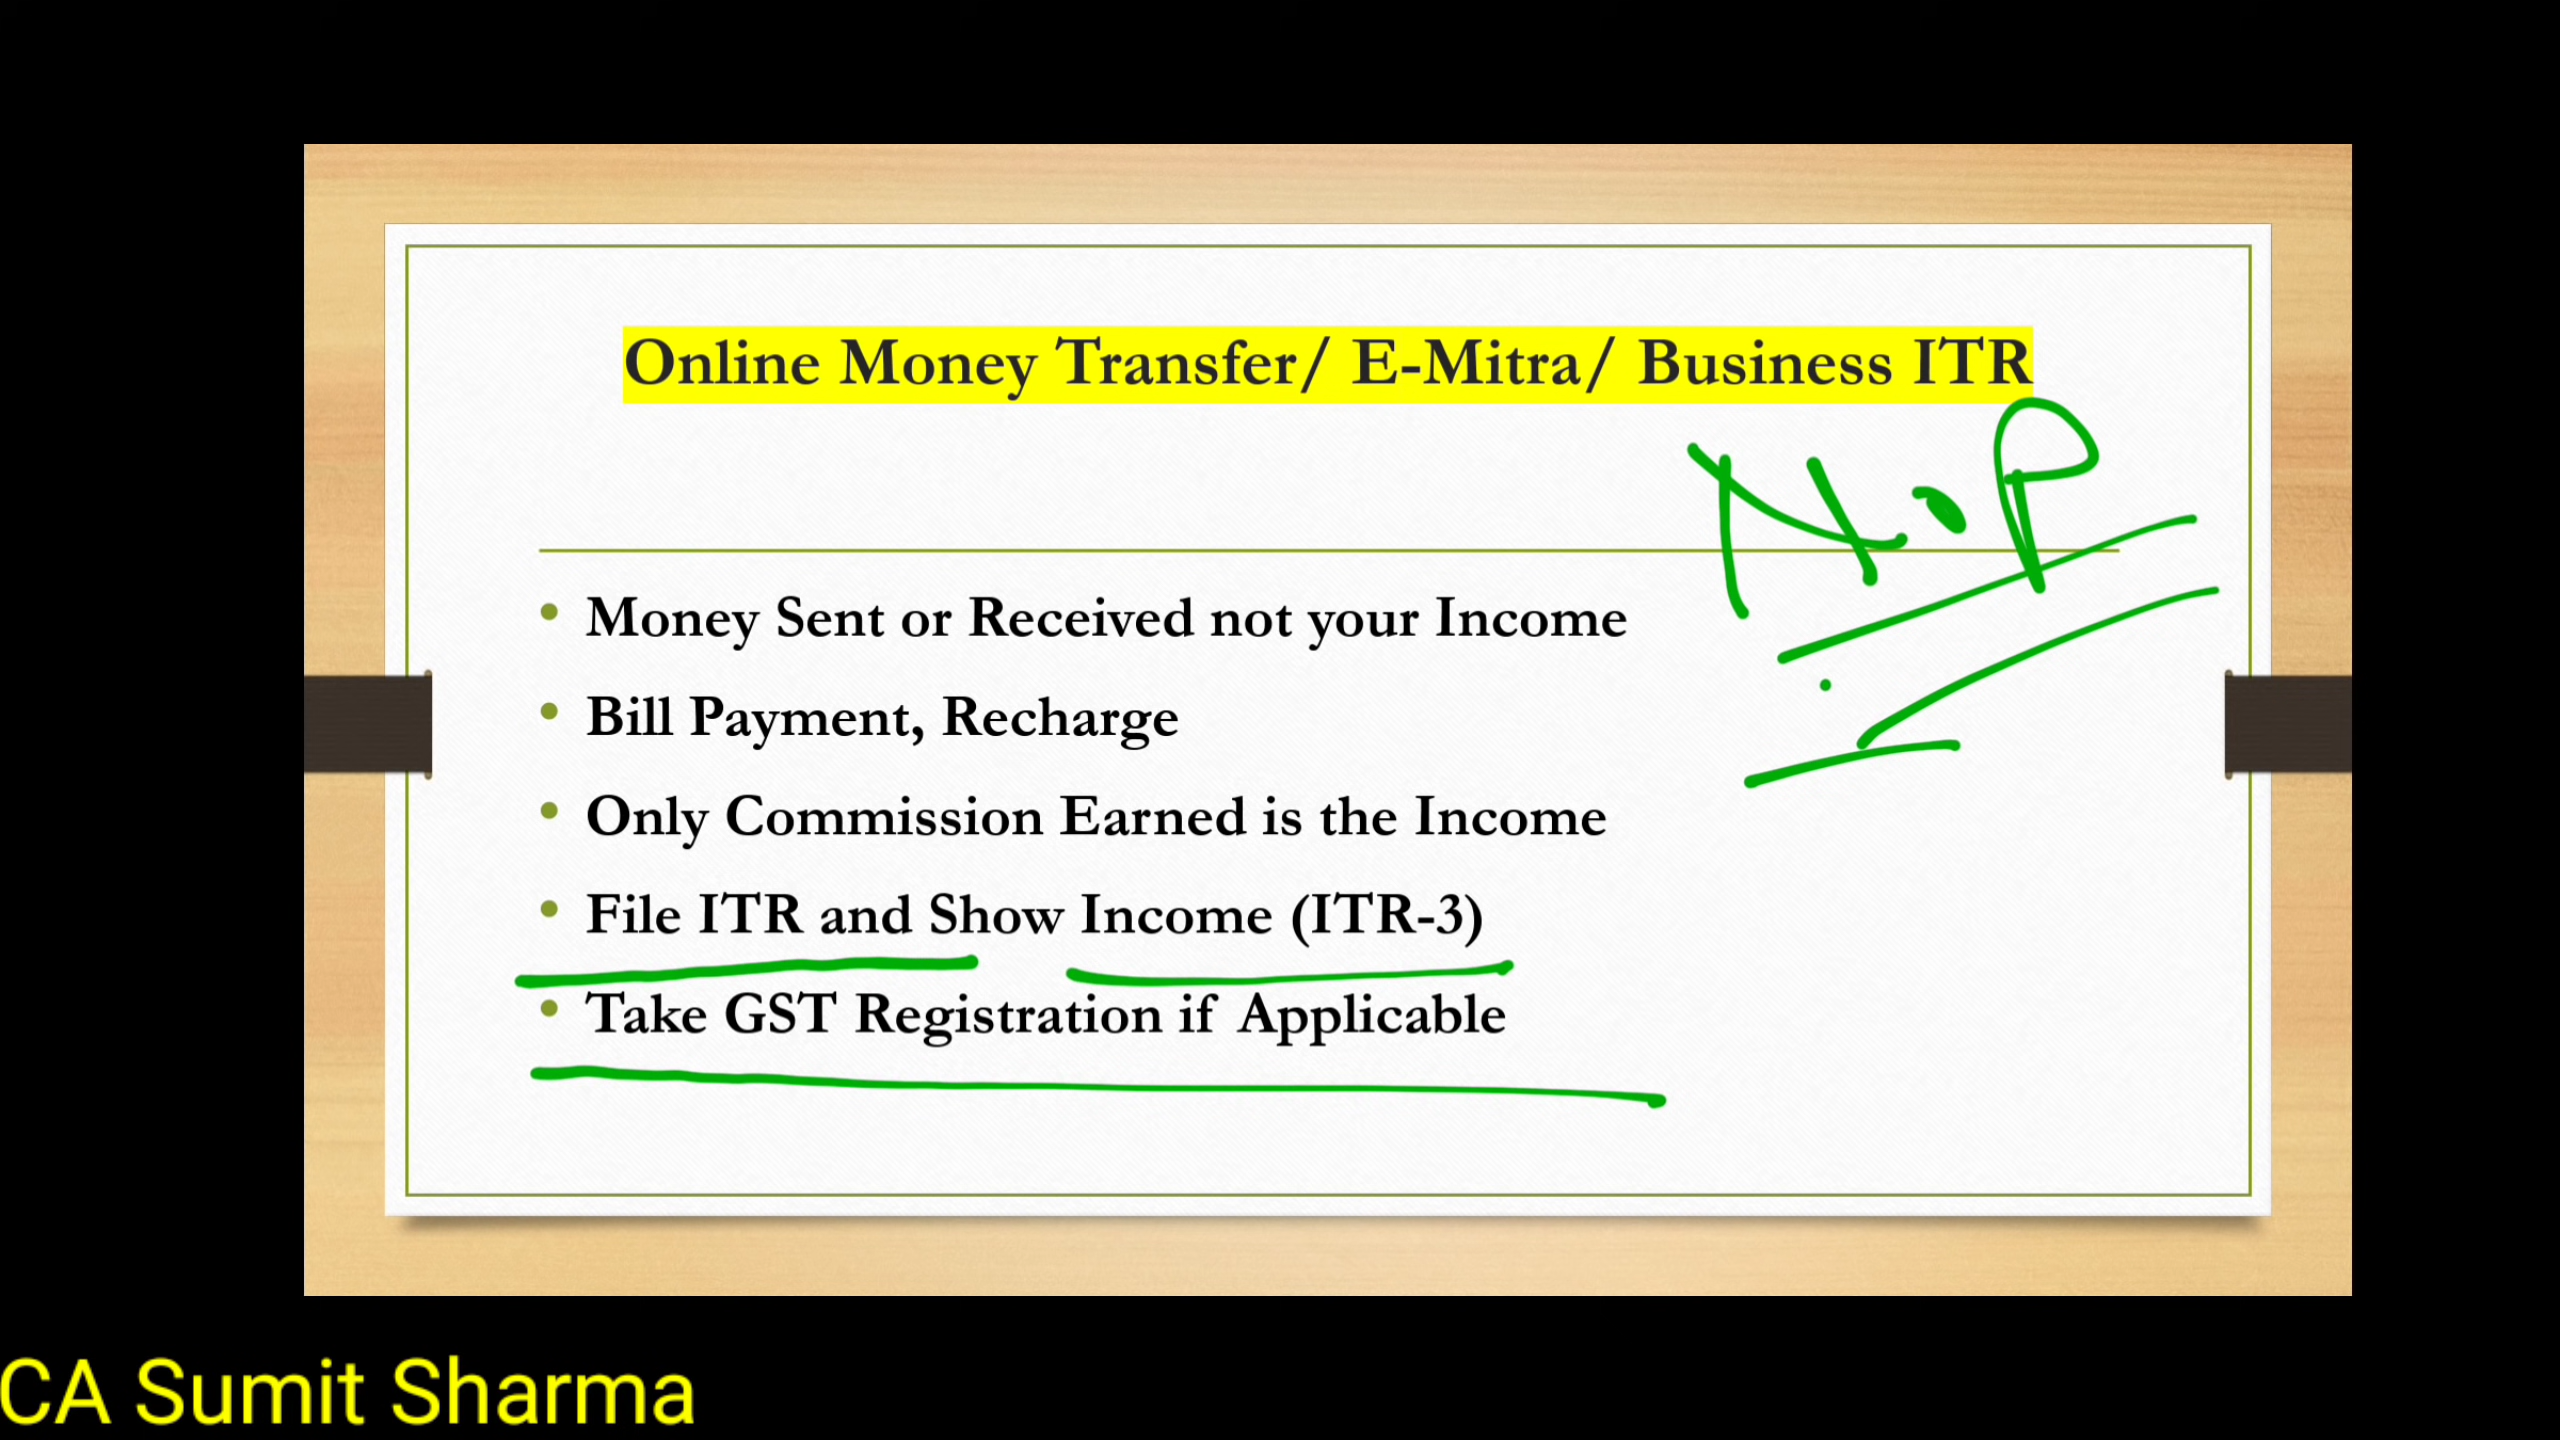 Online Money Transfer/ E-Mitra/ Business ITR
N.P
• Money Sent or Received not your Income
• Bill Payment, Recharge
• Only Commission Earned is the Income
• File ITR and Show Income (ITR-3)
• Take GST Registration if Applicable
CA Sumit Sharma